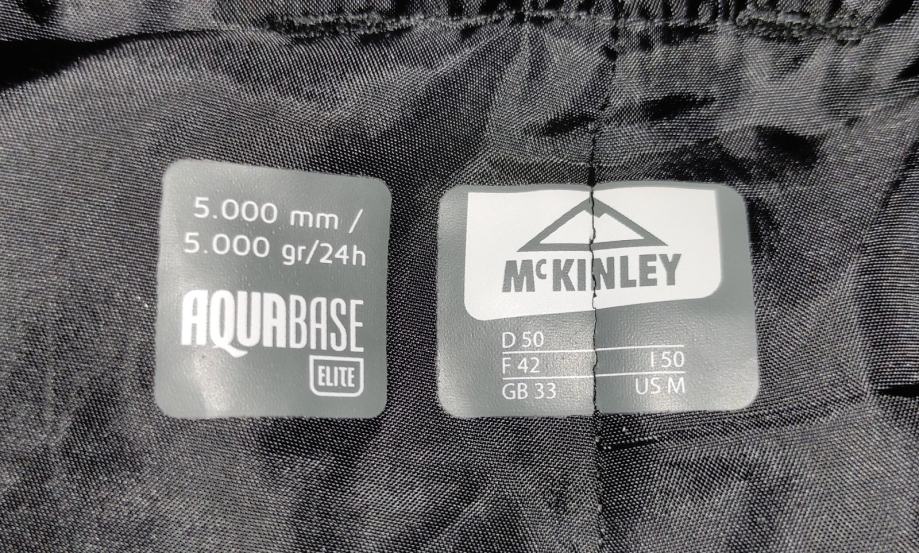 5.000 mm /
5.000 gr/24h
AQUABASE
ELITE
McKINLEY
D 50
F 42 I 50
GB 33 US M